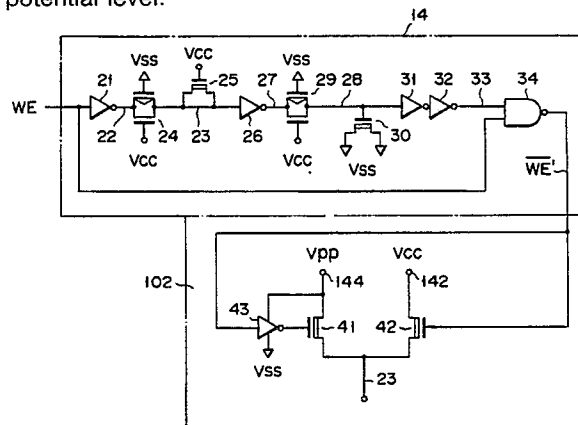 potential level.
14
VCC
VSS
VSS
21
25
27
29
28
31
32
33
34
WE
22
24
23
26
30
VCC
VCC
VSS
WE'
102
Vpp
VCC
144
142
43
41
42
VSS
23